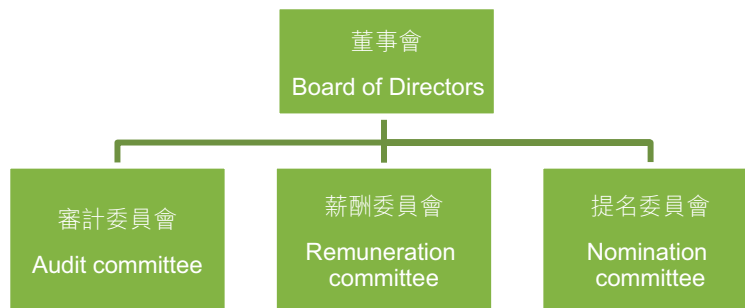 董事會
Board of Directors
審計委員會
Audit committee
薪酬委員會
Remuneration
committee
提名委員會
Nomination
committee